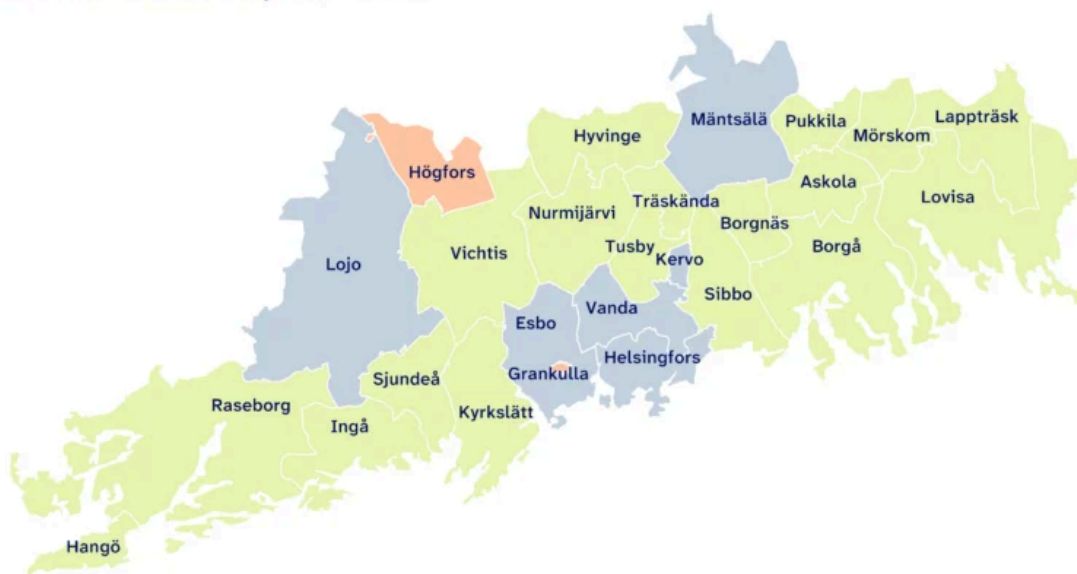 Mäntsälä
Pukkila
Lappträsk
Hyvinge
Mörskom
Högfors
Askola
Träskända
Lovisa
Nurmijärvi
Borgnäs
Tusby
Borgå
Vichtis
Kervo
Lojo
Sibbo
Vanda
Esbo
Helsingfors
Grankulla
Sjundeå
Raseborg
Kyrkslätt
Ingå
Hangö